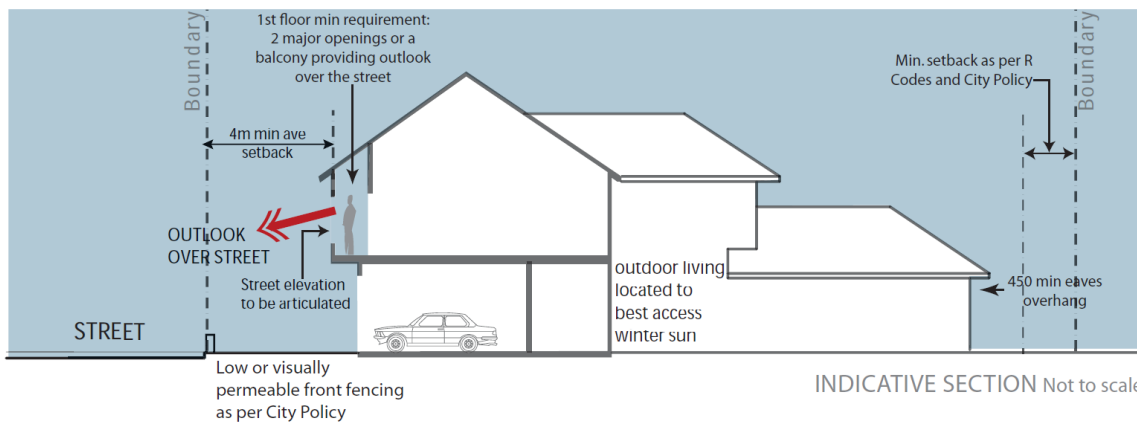 Boundary
1st floor min requirement:
2 major openings or a
balcony providing outlook
over the street
Min. setback as per R
Codes and City Policy
Boundary
4m min ave
setback
OUTLOOK
OVER STREET
Street elevation
to be articulated
outdoor living
located to
best access
winter sun
450 min eaves
overhang
STREET
Low or visually
permeable front fencing
as per City Policy
INDICATIVE SECTION Not to scale